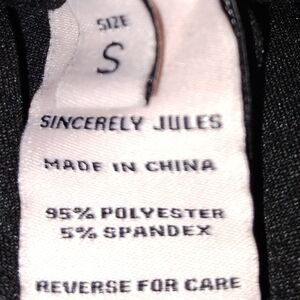 SIZE
S
SINCERELY JULES
MADE IN CHINA
95% POLYESTER
5% SPANDEX
REVERSE FOR CARE